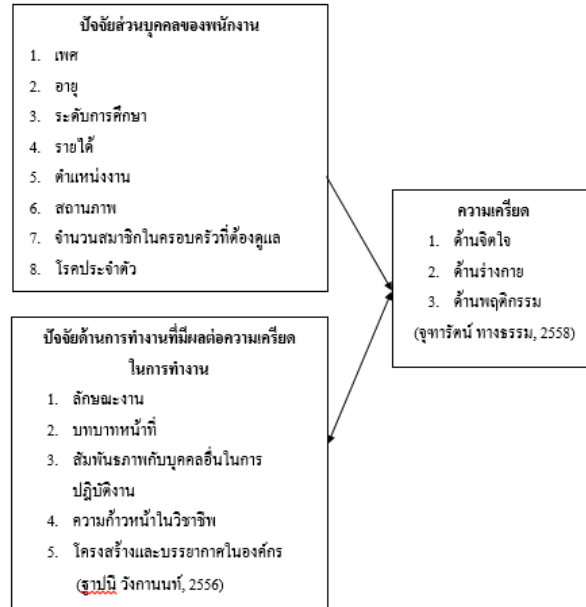 ปัจจัยส่วนบุคคลของพนักงาน
1. เพศ
2. อายุ
3. ระดับการศึกษา
4. รายได้
5. ตำแหน่งงาน
6. สถานภาพ
7. จำนวนสมาชิกในครอบครัวที่ต้องดูแล
8. โรคประจำตัว
ปัจจัยด้านการทำงานที่มีผลต่อความเครียด
ในการทำงาน
1. ลักษณะงาน
2. บทบาทหน้าที่
3. สัมพันธภาพกับบุคคลอื่นในการ
ปฏิบัติงาน
4. ความก้าวหน้าในวิชาชีพ
5. โครงสร้างและบรรยากาศในองค์กร
(ฐาปนี วังกานนท์, 2556)
ความเครียด
1. ด้านจิตใจ
2. ด้านร่างกาย
3. ด้านพฤติกรรม
(จุฑารัตน์ ทางธรรม, 2558)